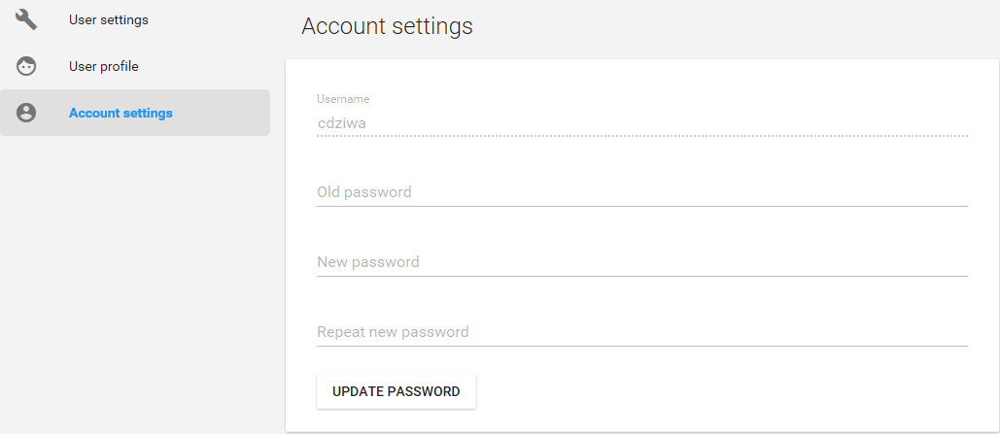 User settings
User profile
Account settings
Account settings
Username
cdziwa
Old password
New password
Repeat new password
UPDATE PASSWORD